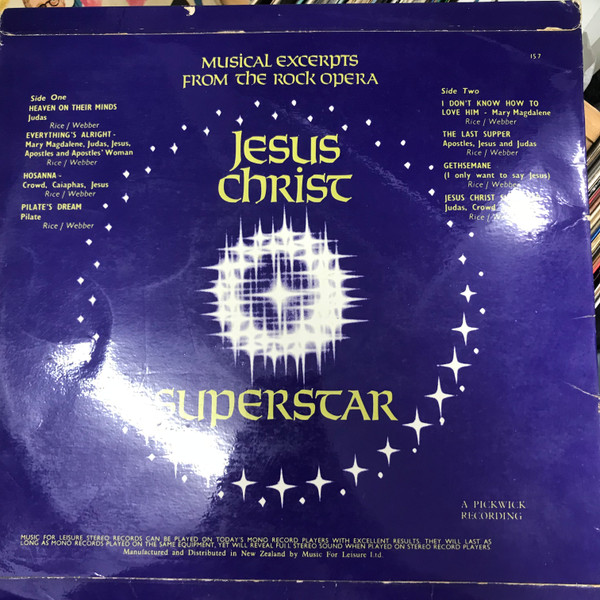 MUSICAL EXCERPTS
FROM THE ROCK OPERA
157
Side One
HEAVEN ON THEIR MINDS
Judas
Rice / Webber
EVERYTHING'S ALRIGHT -
Mary Magdalene, Judas, Jesus,
Apostles and Apostles' Woman
Rice / Webber
HOSANNA -
Crowd, Caiaphas, Jesus
Rice / Webber
PILATE'S DREAM
Pilate
Rice / Webber
Side Two
I DON'T KNOW HOW TO
LOVE HIM - Mary Magdalene
Rice / Webber
THE LAST SUPPER
Apostles, Jesus and Judas
Rice / Webber
GETHSEMANE
(I only want to say Jesus)
Rice / Webber
JESUS CHRIST
Judas, Crowd
Rice /
JESUS
CHRIST
SUPERSTAR
A PICKWICK
RECORDING
MUSIC FOR LEISURE STEREO RECORDS CAN BE PLAYED ON TODAY'S MONO RECORD PLAYERS WITH EXCELLENT RESULTS. THEY WILL LAST AS
LONG AS MONO RECORDS PLAYED ON THE SAME EQUIPMENT, YET WILL REVEAL FULL STEREO SOUND WHEN PLAYED ON STEREO RECORD PLAYERS.
Manufactured and Distributed in New Zealand by Music For Leisure Ltd.